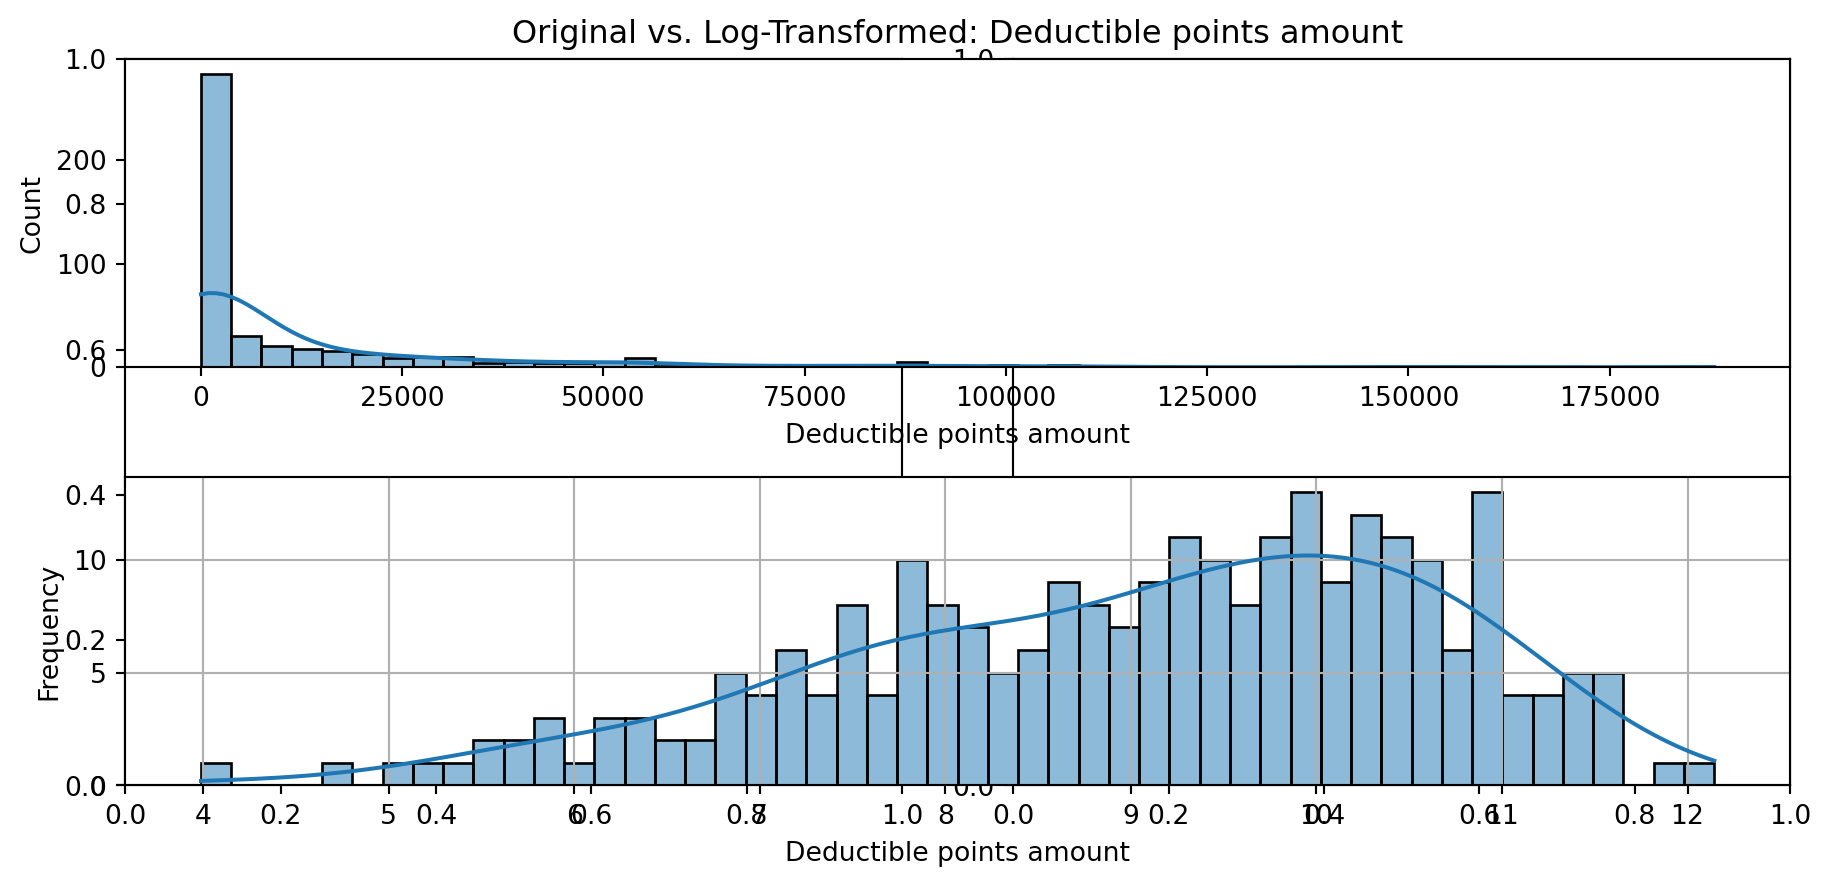 Original vs. Log-Transformed: Deductible points amount
1.0
1.0
200
0.8
Count
100
0.6
0
0 25000 50000 75000 100000 125000 150000 175000
Deductible points amount
0.4
10
Frequency
0.2
5
0.0
0.0
0.0 4 0.2 5 0.4 6 0.6 0.8 7 1.0 8 0.0 9 0.2 10 0.4 0.6 11 0.8 12 1.0
Deductible points amount